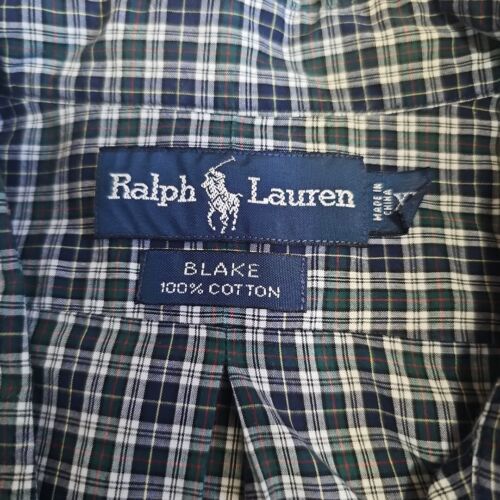 Ralph Lauren
MADE IN
CHINA
BLAKE
100% COTTON